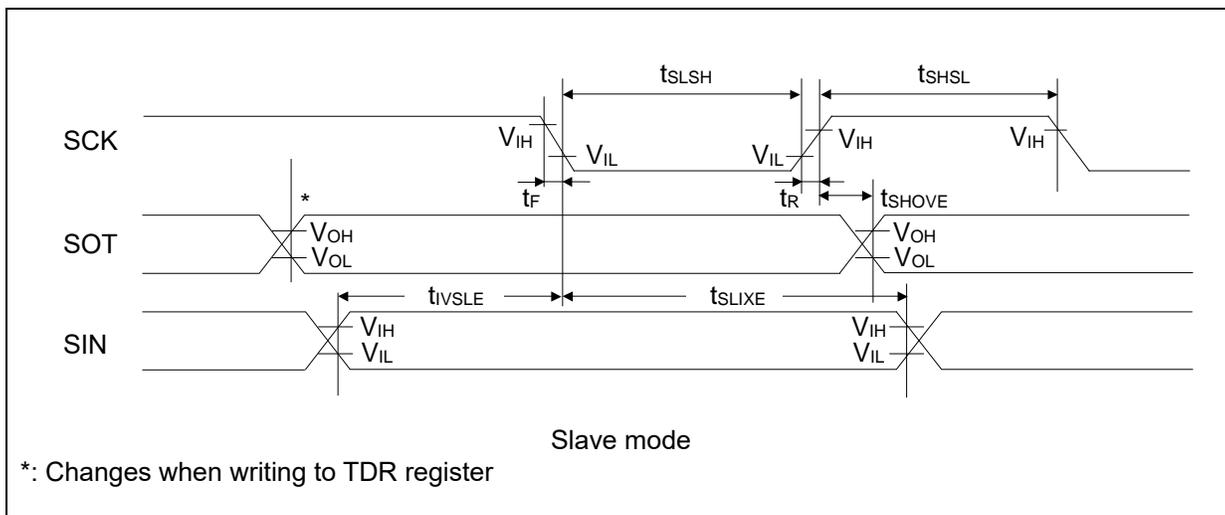 tSLSH tSHSL
SCK VIH VIL VIL VIH VIH
tF tR tSHOVE
*
SOT VOH VOH
VOL VOL
tIVSLE tSLIXE
SIN VIH VIH
VIL VIL
Slave mode
*: Changes when writing to TDR register